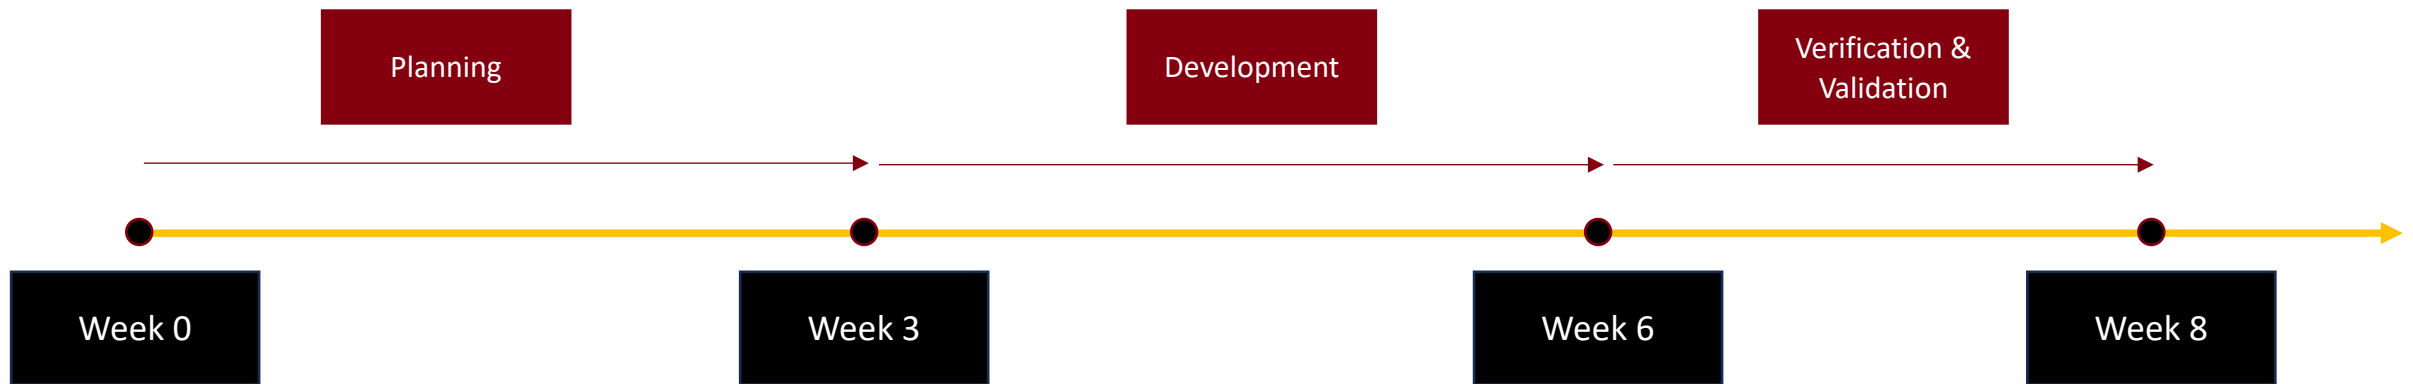 Planning
Development
Verification &
Validation
Week 0
Week 3
Week 6
Week 8